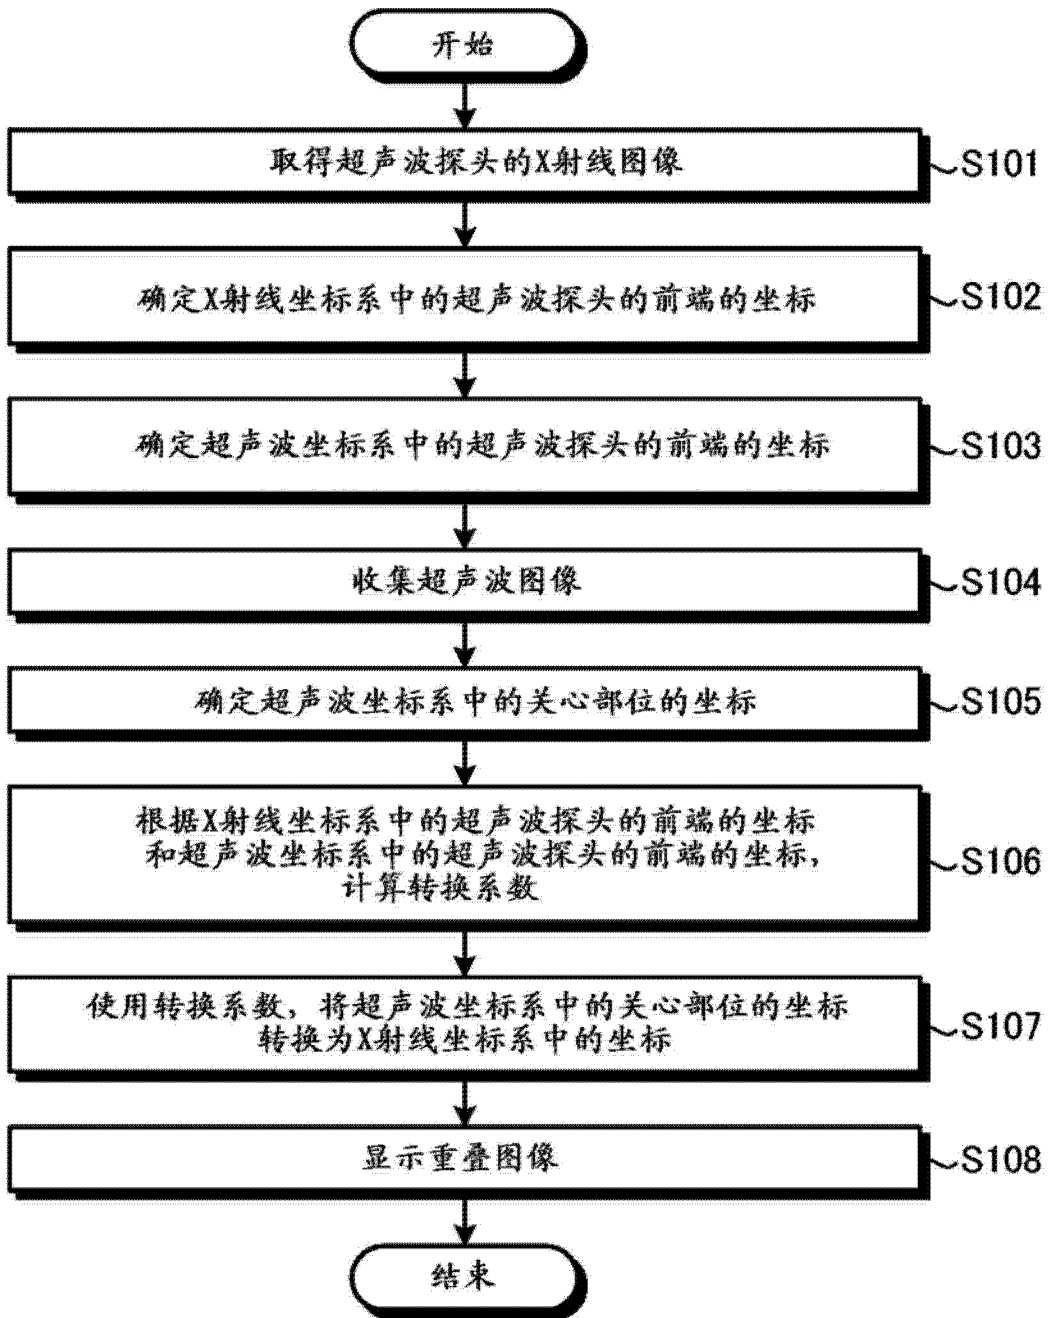 开始
取得超声波探头的X射线图像
S101
确定X射线坐标系中的超声波探头的前端的坐标
S102
确定超声波坐标系中的超声波探头的前端的坐标
S103
收集超声波图像
S104
确定超声波坐标系中的关心部位的坐标
S105
根据X射线坐标系中的超声波探头的前端的坐标
和超声波坐标系中的超声波探头的前端的坐标，
计算转换系数
S106
使用转换系数，将超声波坐标系中的关心部位的坐标
转换为X射线坐标系中的坐标
S107
显示重叠图像
S108
结束